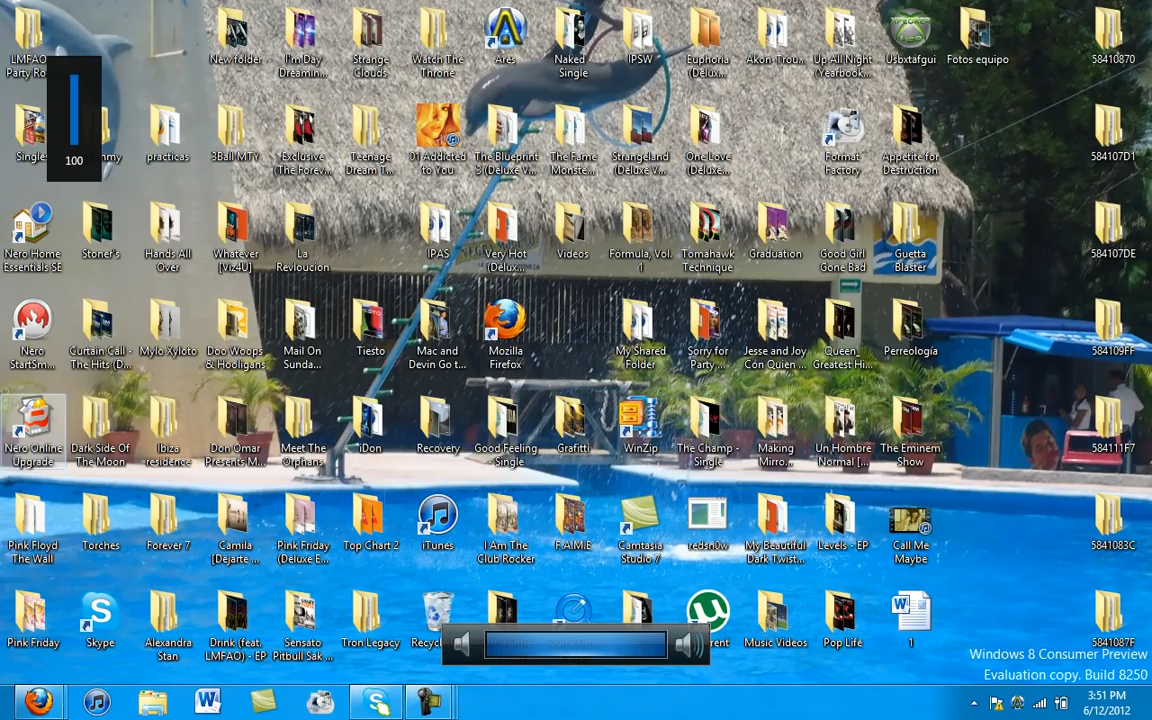 LMFAO
Party Ro...
New folder
I'm Day
Dreamin...
Strange
Clouds
Watch The
Throne
Ares
Naked
Single
IPSW
Euphoria
(Delux...
Akon-Trou...
Up All Night
(Yearbook...
XPLORER
Usbxtafgui
Fotos equipo
58410870
100
Singles
mmy
practicas
3Ball MTY
Exclusive
(The Forev...
Teenage
Dream T...
01 Addicted
to You
The Blueprint
3 (Deluxe V...
The Fame
Monste...
Strangeland
(Deluxe V...
One Love
(Deluxe...
Format
Factory
Appetite for
Destruction
584107D1
Nero Home
Essentials SE
Stoner's
Hands All
Over
Whatever
[Viz4U]
La
Revloucion
IPAS
Very Hot
(Delux...
Videos
Fórmula, Vol.
1
Tomahawk
Technique
Graduation
Good Girl
Gone Bad
Guetta
Blaster
584107DE
Nero
StartSm...
Curtain Call -
The Hits (D...
Mylo Xyloto
Doo Woops
& Hooligans
Mail On
Sunda...
Tiesto
Mac and
Devin Go t...
Mozilla
Firefox
My Shared
Folder
Sorry for
Party ...
Jesse and Joy
Con Quien ...
Queen_
Greatest Hi...
Perreología
584109FF
Nero Online
Upgrade
Dark Side Of
The Moon
Ibiza
residence
Don Omar
Presents M...
Meet The
Orphans
iDon
Recovery
Good Feeling
- Single
Grafitti
WinZip
The Champ -
Single
Making
Mirro...
Un Hombre
Normal [...
The Eminem
Show
584111F7
Pink Floyd
The Wall
Torches
Forever 7
Camila
[Dejarte ...
Pink Friday
(Deluxe E...
Top Chart 2
iTunes
I Am The
Club Rocker
F.A.M.E
Camtasia
Studio 7
redsn0w
My Beautiful
Dark Twist...
Levels - EP
Call Me
Maybe
5841083C
Pink Friday
Skype
Alexandra
Stan
Drink (feat.
LMFAO) - EP
Sensato
Pitbull Sak ...
Tron Legacy
Recyc
rrent
Music Videos
Pop Life
1
5841087F
Windows 8 Consumer Preview
Evaluation copy. Build 8250
3:51 PM
6/12/2012